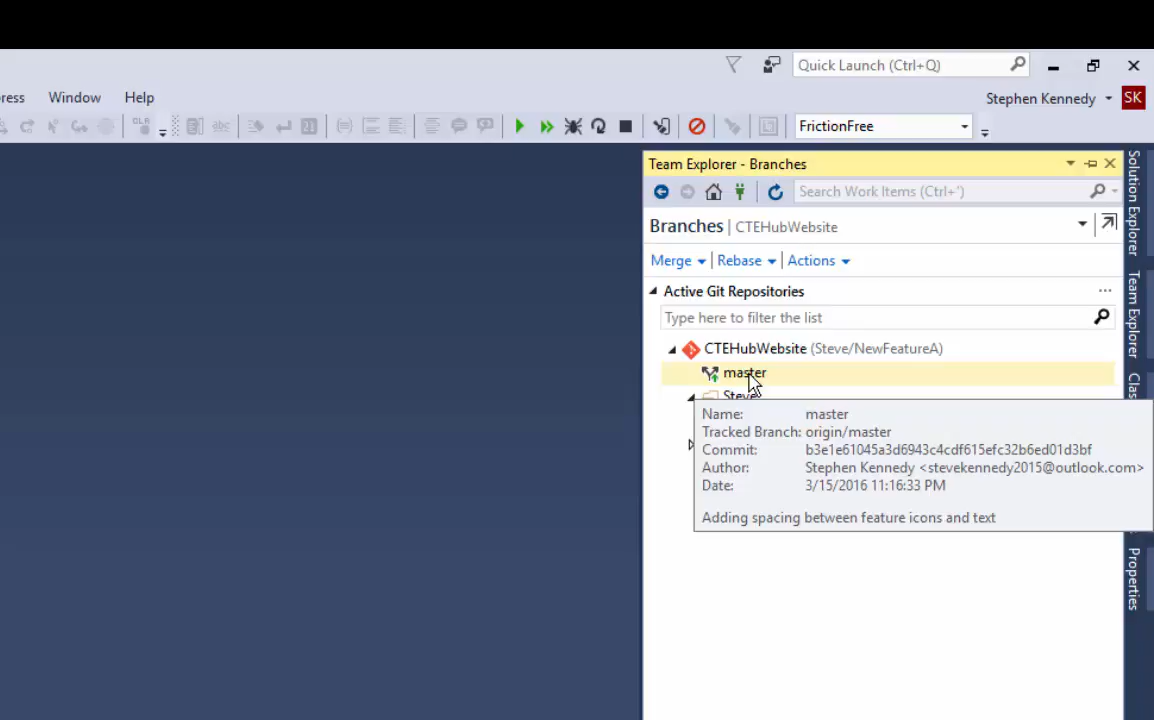 Quick Launch (Ctrl+Q)
ress Window Help
Stephen Kennedy SK
FrictionFree
Team Explorer - Branches
Search Work Items (Ctrl+')
Branches | CTEHubWebsite
Merge | Rebase | Actions
Active Git Repositories
Type here to filter the list
CTEHubWebsite (Steve/NewFeatureA)
master
Steve
Name: master
Tracked Branch: origin/master
Commit: b3e1e61045a3d6943c4cdf615efc32b6ed01d3bf
Author: Stephen Kennedy <stevekennedy2015@outlook.com>
Date: 3/15/2016 11:16:33 PM
Adding spacing between feature icons and text
Solution Explorer
Team Explorer
Clas
Properties